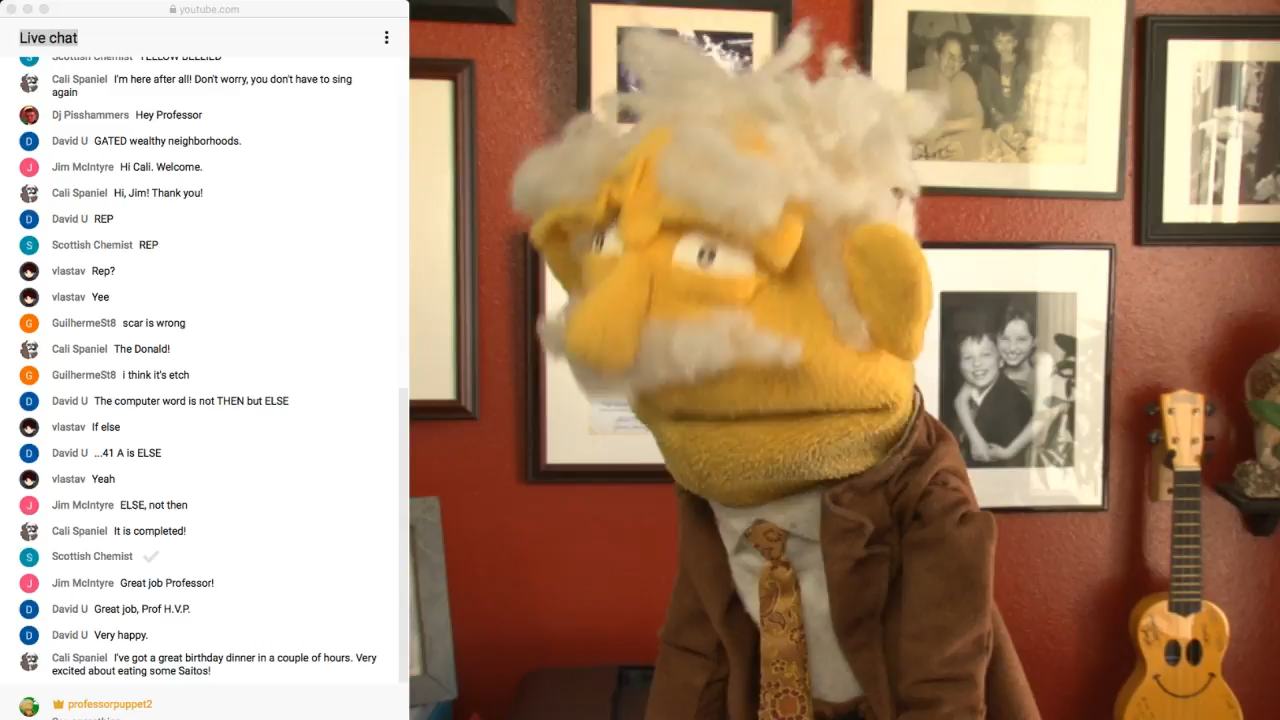 youtube.com
Live chat
Scottish Chemist YELLOW BELLIED
Cali Spaniel I'm here after all! Don't worry, you don't have to sing
again
Dj Pisshammers Hey Professor
D David U GATED wealthy neighborhoods.
J Jim McIntyre Hi Cali. Welcome.
Cali Spaniel Hi, Jim! Thank you!
D David U REP
S Scottish Chemist REP
vlastav Rep?
vlastav Yee
G GuilhermeSt8 scar is wrong
Cali Spaniel The Donald!
G GuilhermeSt8 i think it's etch
D David U The computer word is not THEN but ELSE
vlastav If else
D David U ...41 A is ELSE
vlastav Yeah
J Jim McIntyre ELSE, not then
Cali Spaniel It is completed!
S Scottish Chemist
J Jim McIntyre Great job Professor!
D David U Great job, Prof H.V.P.
D David U Very happy.
Cali Spaniel I've got a great birthday dinner in a couple of hours. Very
excited about eating some Saitos!
professorpuppet2